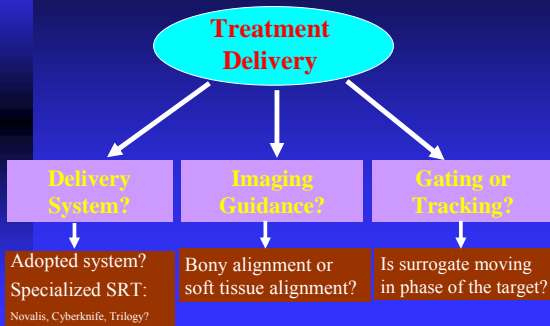 Treatment
Delivery
Delivery
System?
Imaging
Guidance?
Gating or
Tracking?
Adopted system?
Specialized SRT:
Novalis, Cyberknife, Trilogy?
Bony alignment or
soft tissue alignment?
Is surrogate moving
in phase of the target?